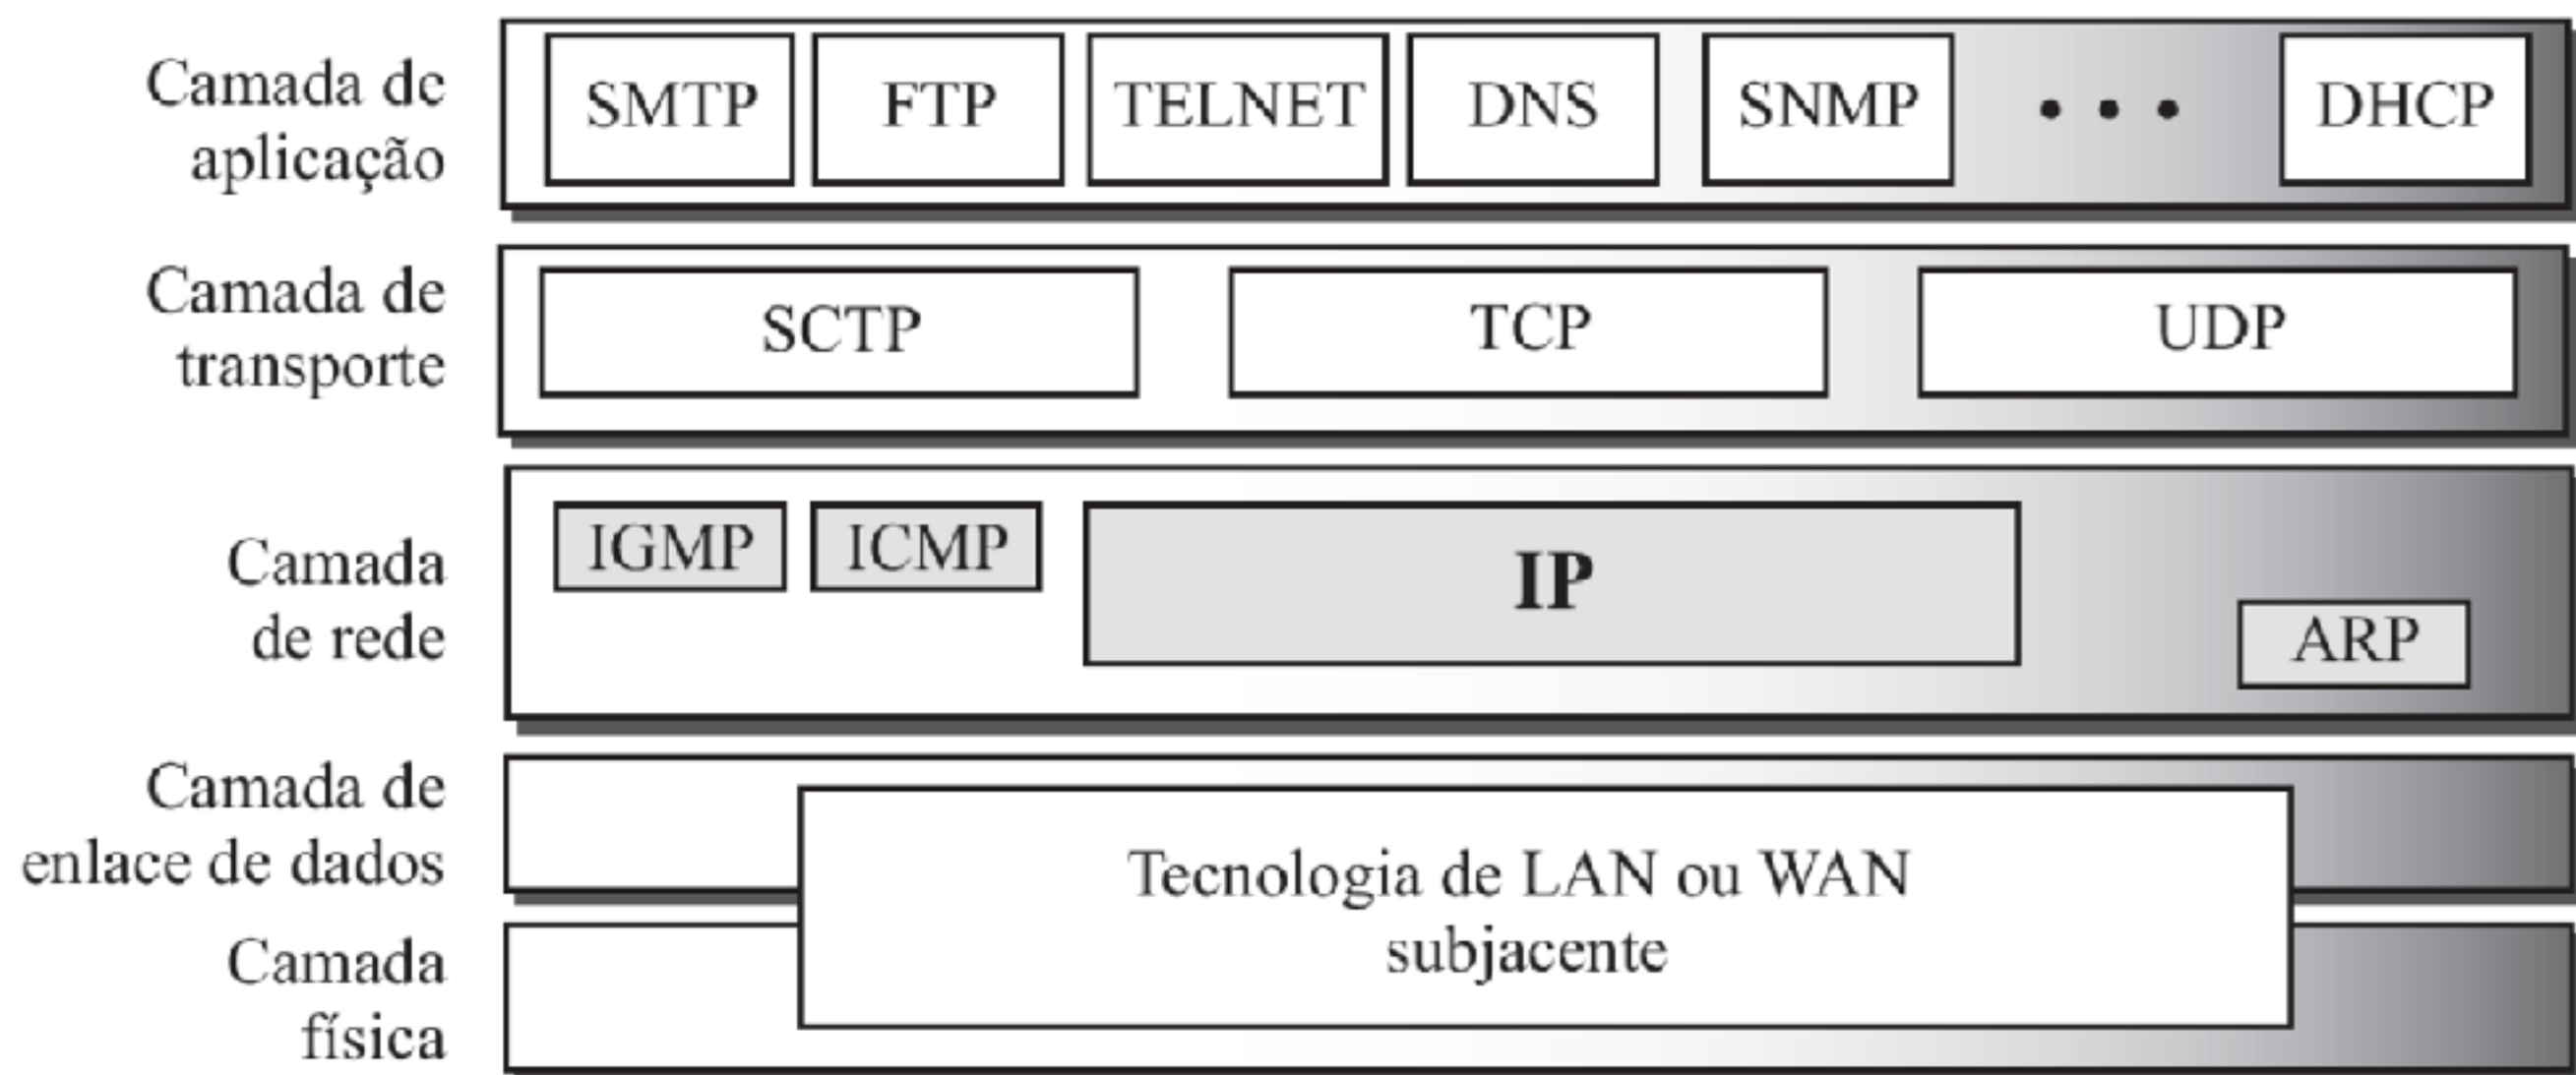 Camada de
aplicação
SMTP FTP TELNET DNS SNMP • • • DHCP
Camada de
transporte
SCTP TCP UDP
Camada
de rede
IGMP ICMP IP ARP
Camada de
enlace de dados
Tecnologia de LAN ou WAN
subjacente
Camada
física